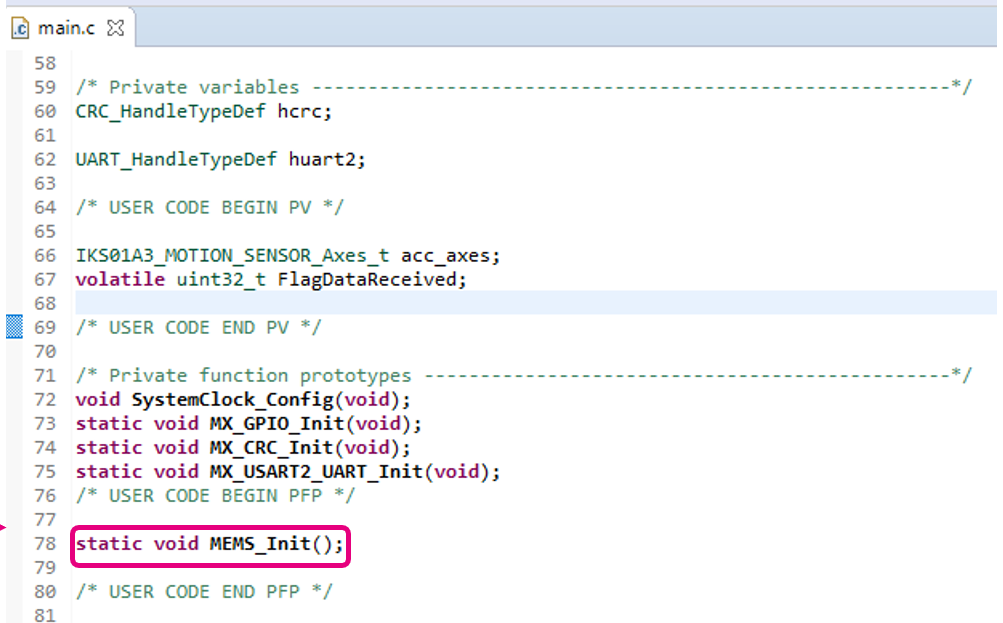 main.c
58
59 /* Private variables ---------------------------------------------------------*/
60 CRC_HandleTypeDef hcrc;
61
62 UART_HandleTypeDef huart2;
63
64 /* USER CODE BEGIN PV */
65
66 IKS01A3_MOTION_SENSOR_Axes_t acc_axes;
67 volatile uint32_t FlagDataReceived;
68
69 /* USER CODE END PV */
70
71 /* Private function prototypes -----------------------------------------------*/
72 void SystemClock_Config(void);
73 static void MX_GPIO_Init(void);
74 static void MX_CRC_Init(void);
75 static void MX_USART2_UART_Init(void);
76 /* USER CODE BEGIN PFP */
77
78 static void MEMS_Init();
79
80 /* USER CODE END PFP */
81